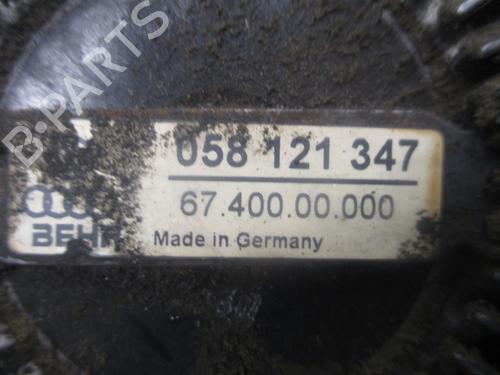 058 121 347
67.400.00.000
BEHR
Made in Germany
B-PARTS